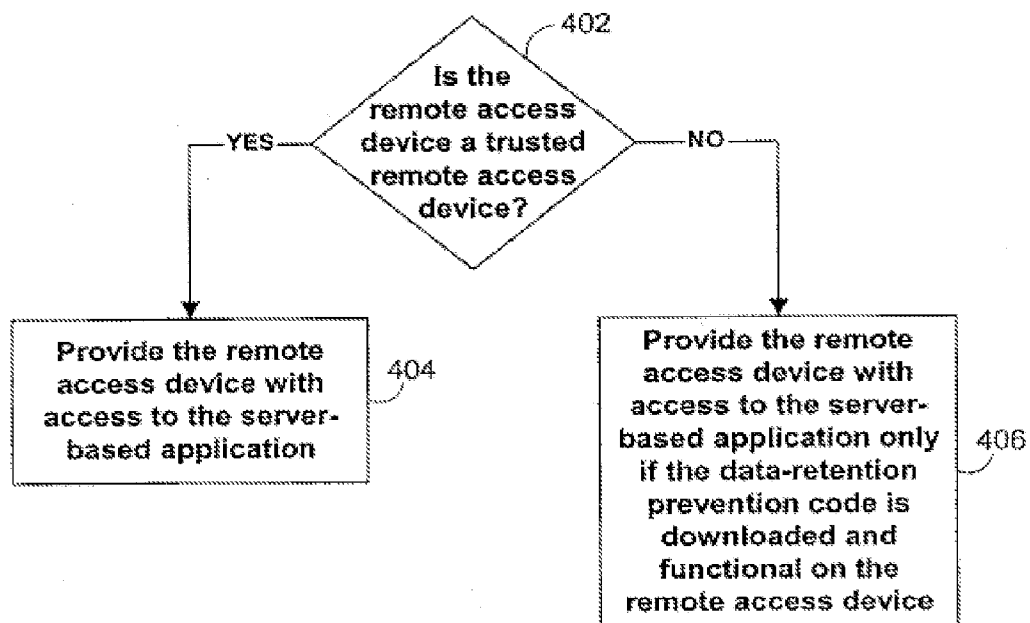 402
Is the
remote access
device a trusted
remote access
device?
YES
NO
Provide the remote
access device with
access to the server-
based application
404
Provide the remote
access device with
access to the server-
based application only
if the data-retention
prevention code is
downloaded and
functional on the
remote access device
406